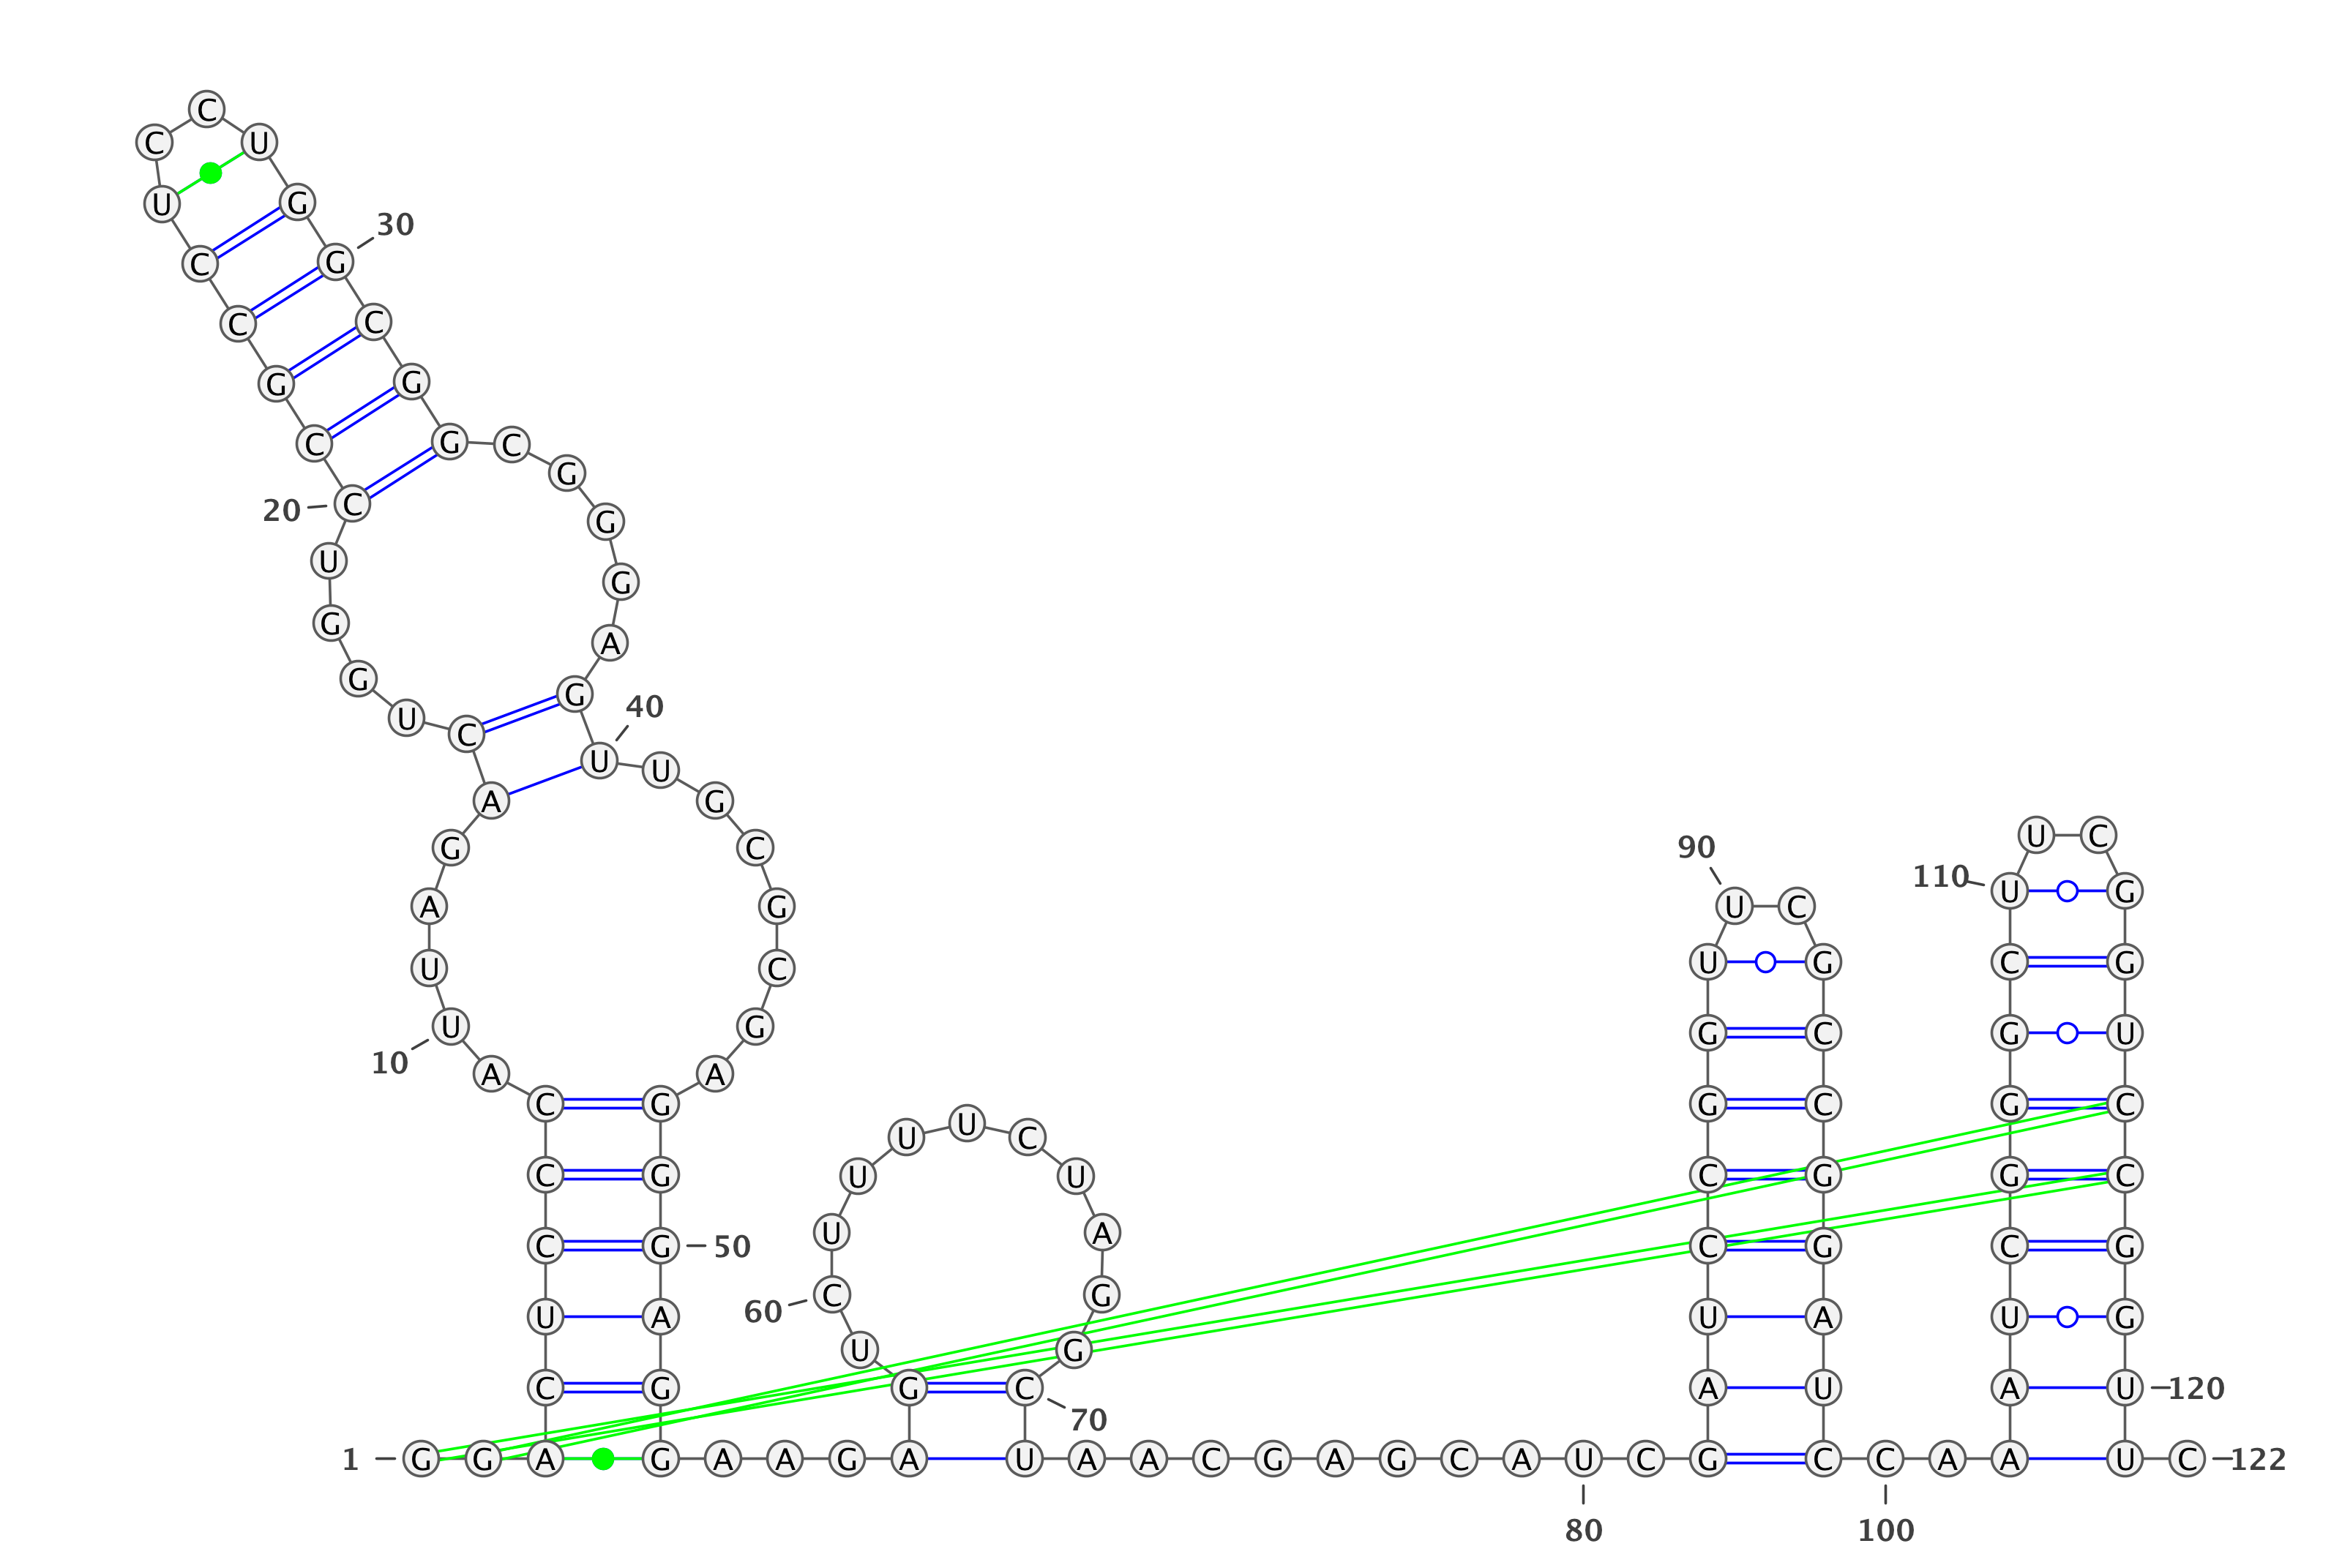 C
C U
U G
30
C G
C C
G G
C G C
G
20 C
G
U
G
G
A
G
G
40
U
C
U U
A G
U C
G C 90
110
U G
A G U C
U C U G C G
U G G C G U
10
A A
C G G C G C
U
U C
C G U U C G G C
U A
C G 50 C G C G
C G
60
U A U A U G
U G
C G G C A U A U 120
70
1 G G A G A A G A U A A C G A G C A U C G C C A A U C 122
80 100